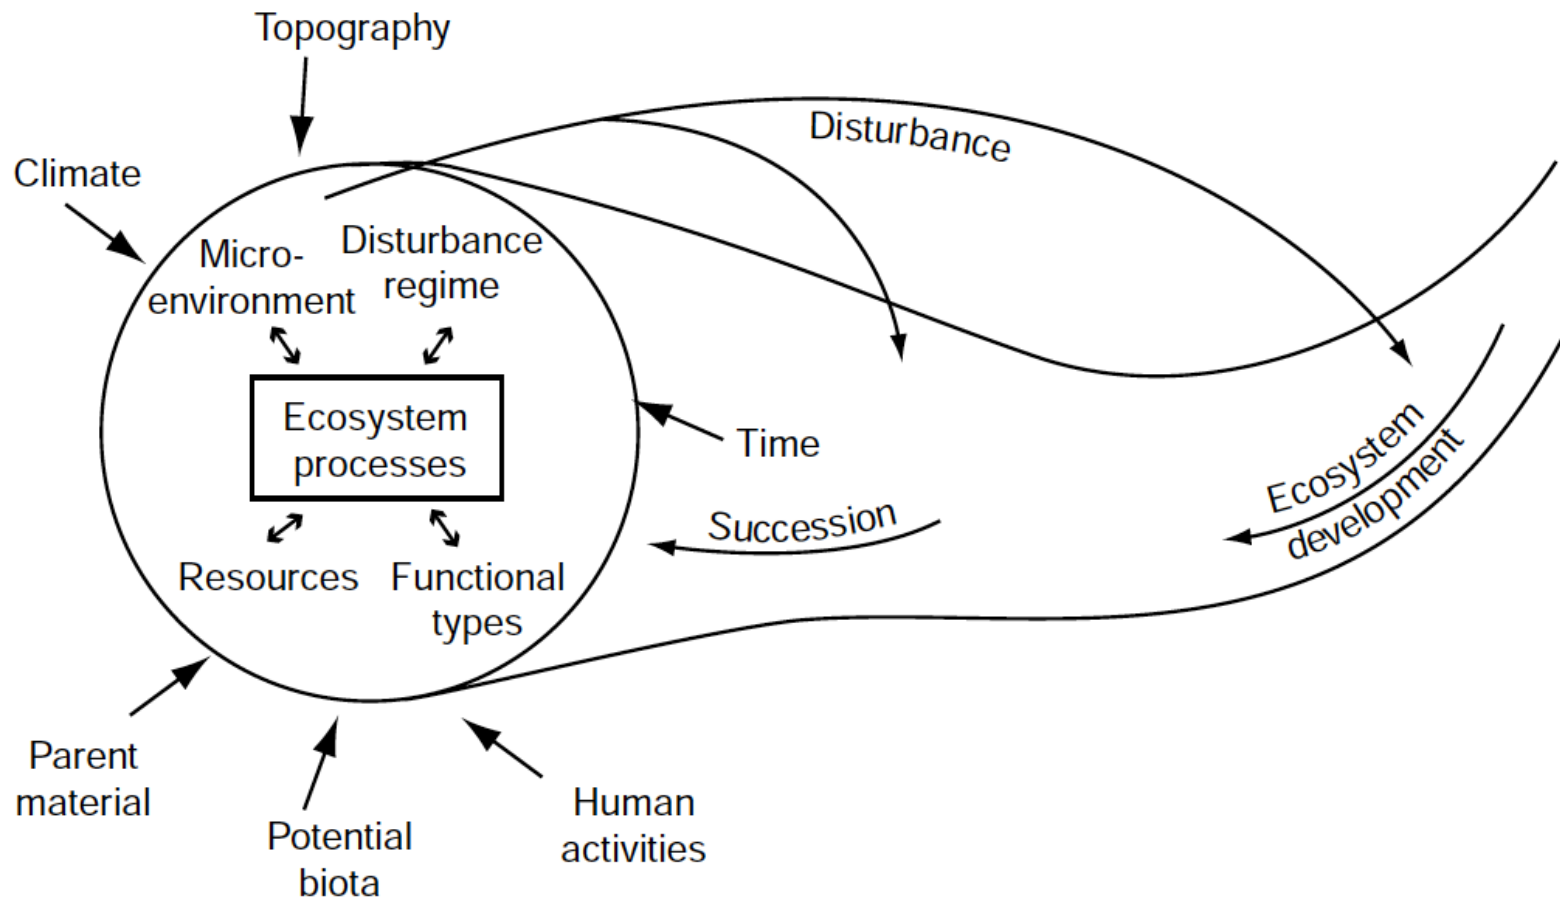 Topography
Climate
Disturbance
Micro-
environment
Disturbance
regime
Ecosystem
processes
Time
Succession
Ecosystem
development
Resources
Functional
types
Parent
material
Potential
biota
Human
activities